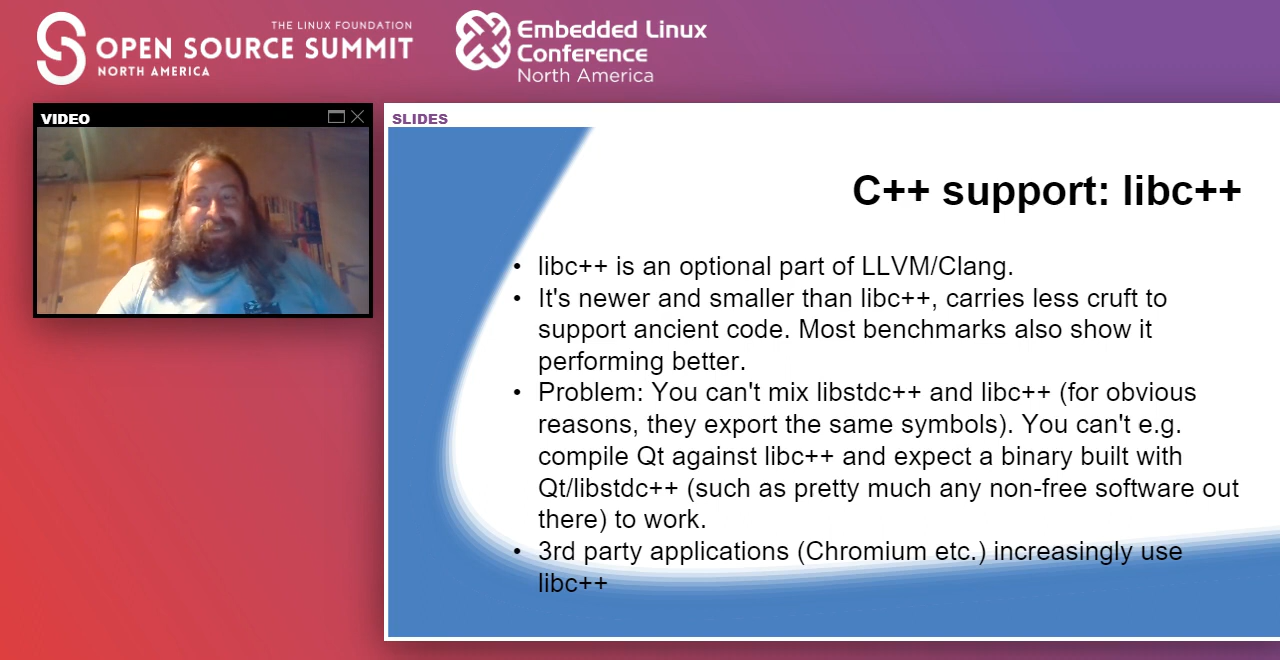 THE LINUX FOUNDATION
OPEN SOURCE SUMMIT
NORTH AMERICA
Embedded Linux
Conference
North America
VIDEO
SLIDES
C++ support: libc++
• libc++ is an optional part of LLVM/Clang.
• It's newer and smaller than libc++, carries less cruft to
support ancient code. Most benchmarks also show it
performing better.
• Problem: You can't mix libstdc++ and libc++ (for obvious
reasons, they export the same symbols). You can't e.g.
compile Qt against libc++ and expect a binary built with
Qt/libstdc++ (such as pretty much any non-free software out
there) to work.
• 3rd party applications (Chromium etc.) increasingly use
libc++